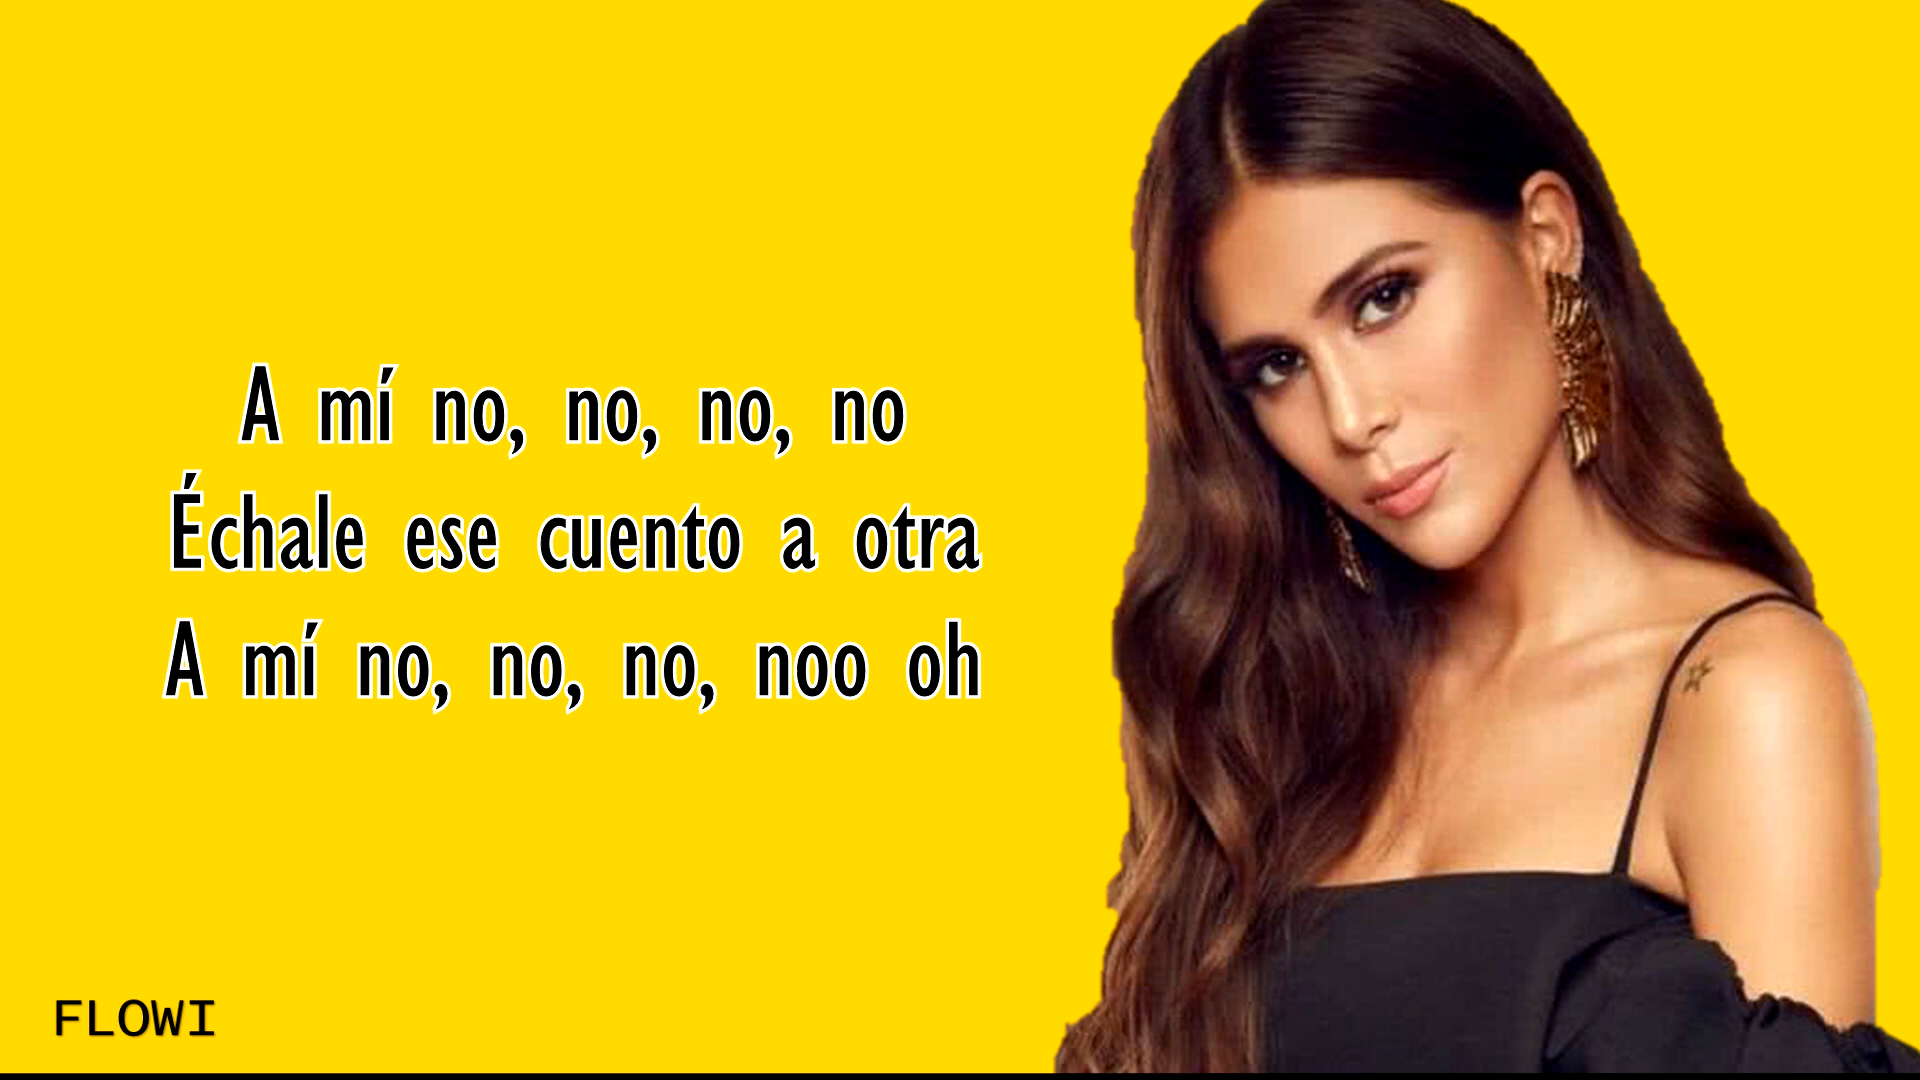 A mí no, no, no, no
Échale ese cuento a otra
A mí no, no, no, noo oh
FLOWI